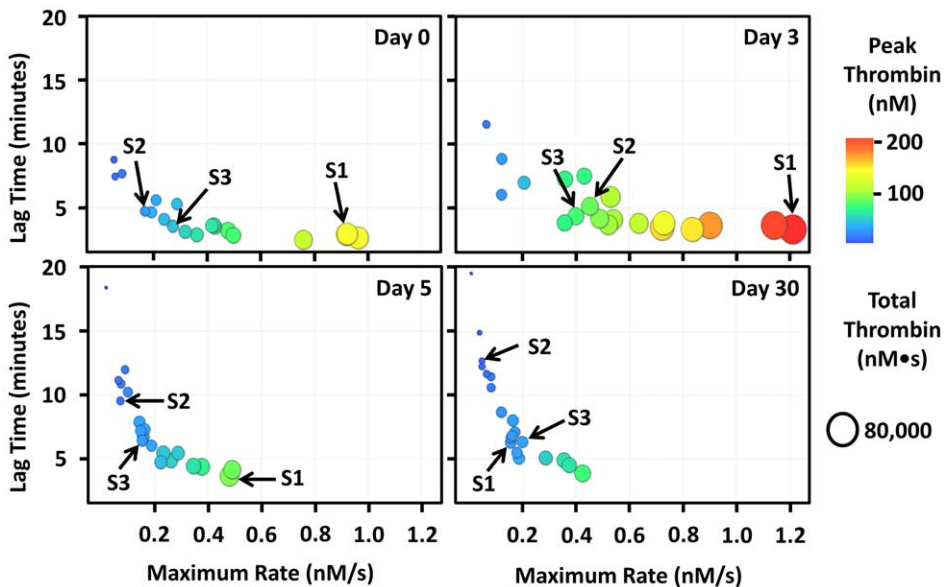 20
15
10
5
Lag Time (minutes)
Day 0
S2
S3
S1
Day 3
S3
S2
S1
Peak
Thrombin
(nM)
200
100
20
15
10
5
Lag Time (minutes)
Day 5
S2
S3
S1
0.2 0.4 0.6 0.8 1.0 1.2
Maximum Rate (nM/s)
Day 30
S2
S3
S1
0.2 0.4 0.6 0.8 1.0 1.2
Maximum Rate (nM/s)
Total
Thrombin
(nM•s)
80,000